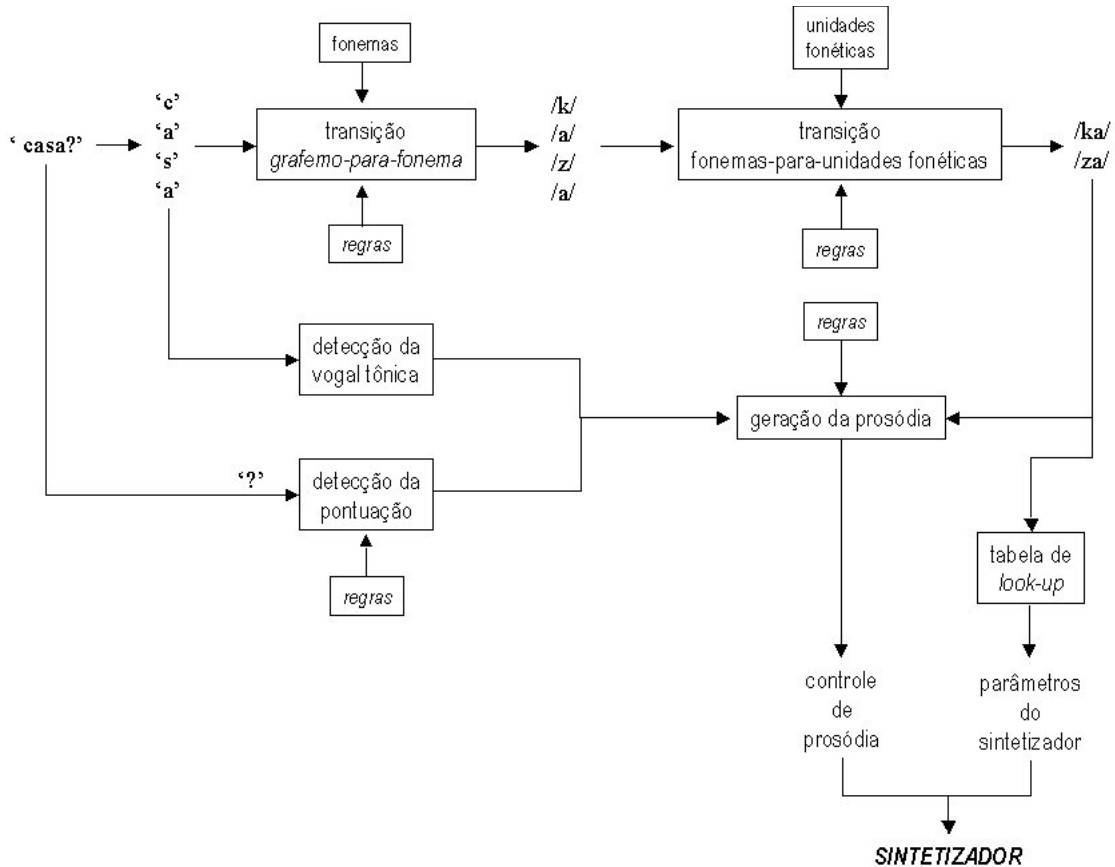 fonemas
unidades
fonéticas
‘ casa?’
‘c’
‘a’
‘s’
‘a’
transição
grafemo-para-fonema
/k/
/a/
/z/
/a/
transição
fonemas-para-unidades fonéticas
/ka/
/za/
regras
regras
regras
detecção da
vogal tônica
geração da prosódia
‘?’
detecção da
pontuação
regras
tabela de
look-up
controle
de
prosódia
parâmetros
do
sintetizador
SINTETIZADOR